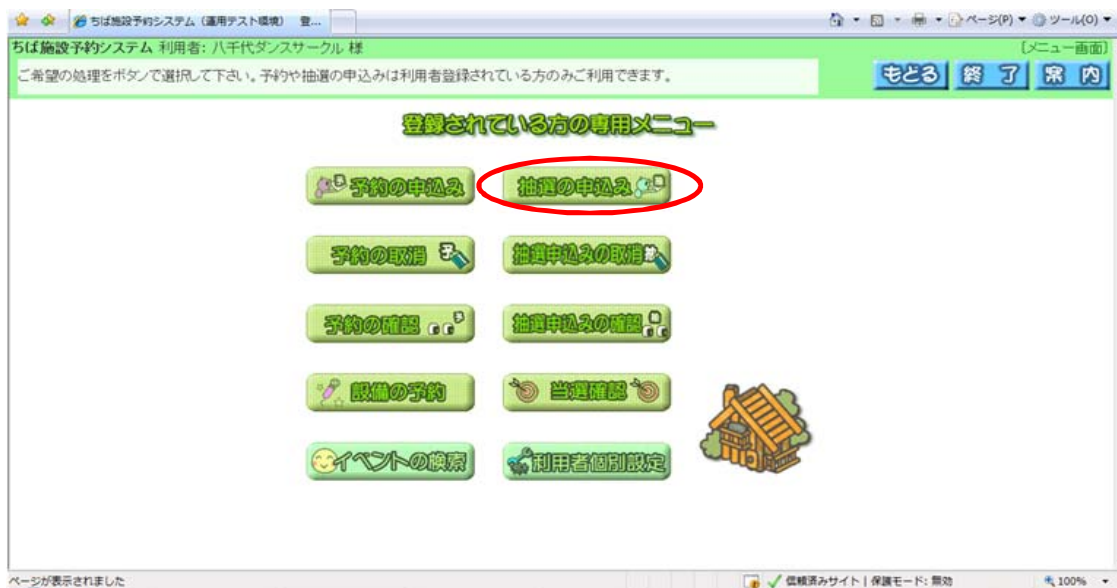 ちば施設予約システム（運用テスト環境） 登...
ページ(P) ツール(O)
ちば施設予約システム 利用者: 八千代ダンスサークル 様
[メニュー画面]
ご希望の処理をボタンで選択して下さい。予約や抽選の申込みは利用者登録されている方のみご利用できます。
もどる 終 了 案 内
登録されている方の専用メニュー
予約の申込み 抽選の申込み
予約の取消 抽選申込みの取消
予約の確認 抽選申込みの確認
設備の予約 当選確認
イベントの検索 利用者個別設定
ページが表示されました
信頼済みサイト | 保護モード: 無効
100%